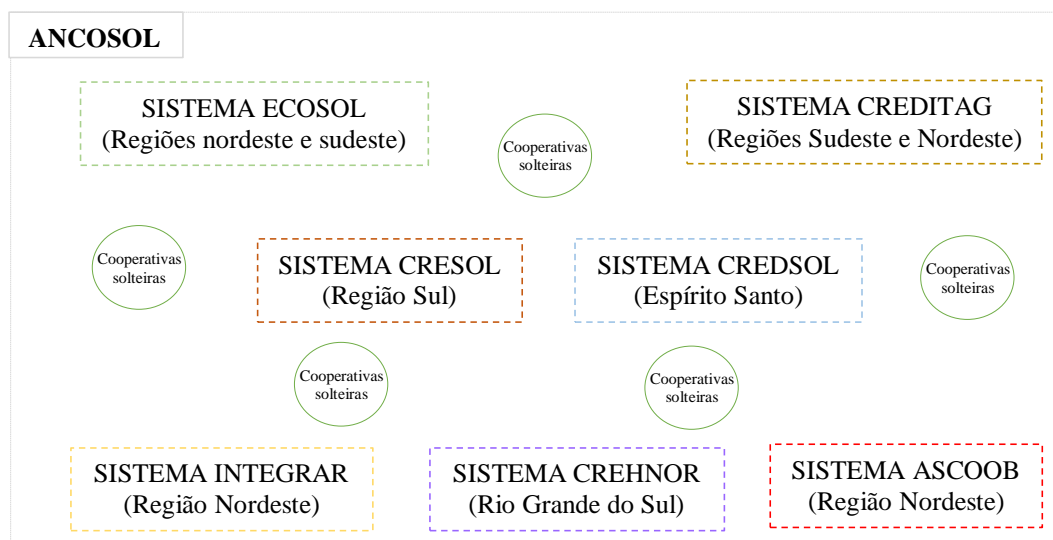 ANCOSOL
SISTEMA ECOSOL
(Regiões nordeste e sudeste)
Cooperativas
solteiras
SISTEMA CREDITAG
(Regiões Sudeste e Nordeste)
Cooperativas
solteiras
SISTEMA CRESOL
(Região Sul)
SISTEMA CREDSOL
(Espírito Santo)
Cooperativas
solteiras
Cooperativas
solteiras
Cooperativas
solteiras
SISTEMA INTEGRAR
(Região Nordeste)
SISTEMA CREHNOR
(Rio Grande do Sul)
SISTEMA ASCOOB
(Região Nordeste)